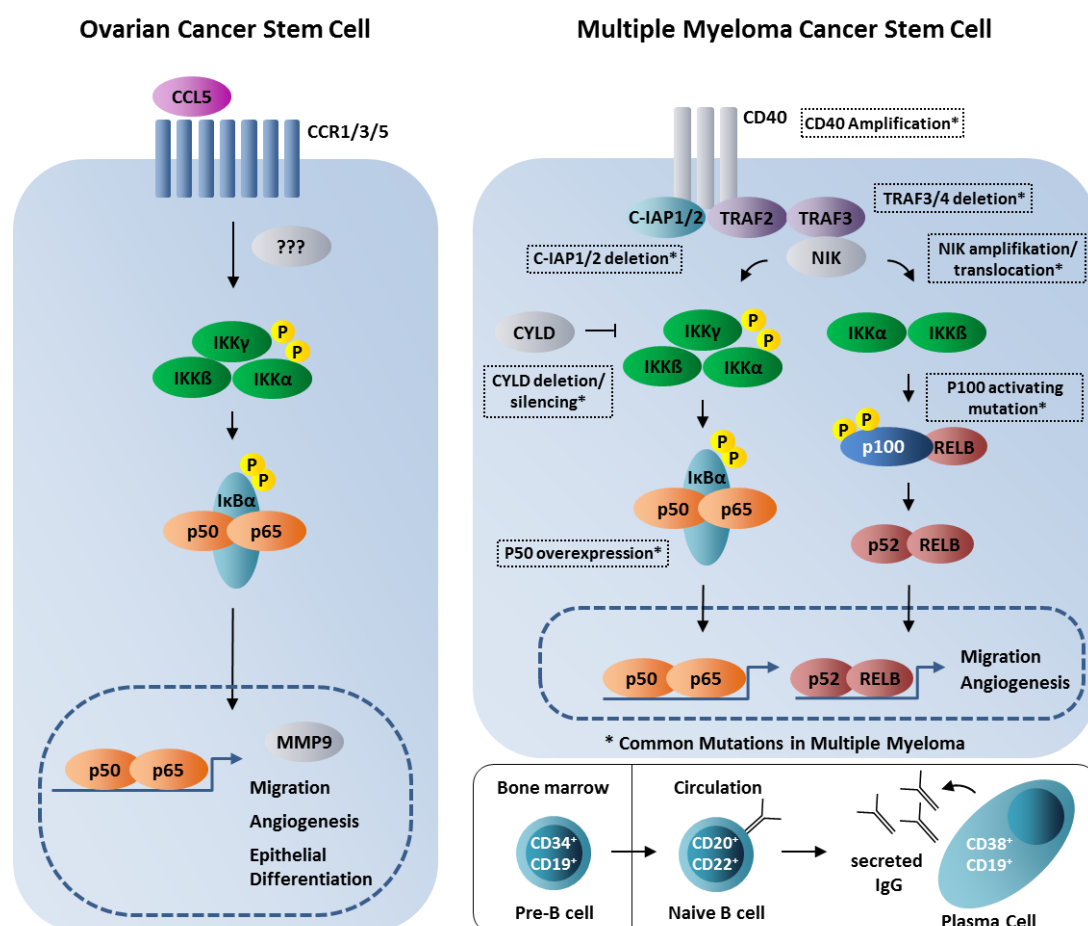 Ovarian Cancer Stem Cell
CCL5
CCR1/3/5
???
IKKγ
P
P
IKKß
IKKα
P
P
IκBα
p50
p65
p50
p65
MMP9
Migration
Angiogenesis
Epithelial
Differentiation
Multiple Myeloma Cancer Stem Cell
CD40
CD40 Amplification*
C-IAP1/2
TRAF2
TRAF3
TRAF3/4 deletion*
C-IAP1/2 deletion*
NIK
NIK amplifikation/
translocation*
CYLD
IKKγ
P
P
IKKß
IKKα
IKKα
IKKß
CYLD deletion/
silencing*
P100 activating
mutation*
P
P
p100
RELB
P
P
IκBα
p50
p65
P50 overexpression*
p52
RELB
p50
p65
p52
RELB
Migration
Angiogenesis
* Common Mutations in Multiple Myeloma
Bone marrow
CD34⁺
CD19⁺
Pre-B cell
Circulation
CD20⁺
CD22⁺
Naive B cell
secreted
IgG
CD38⁺
CD19⁺
Plasma Cell